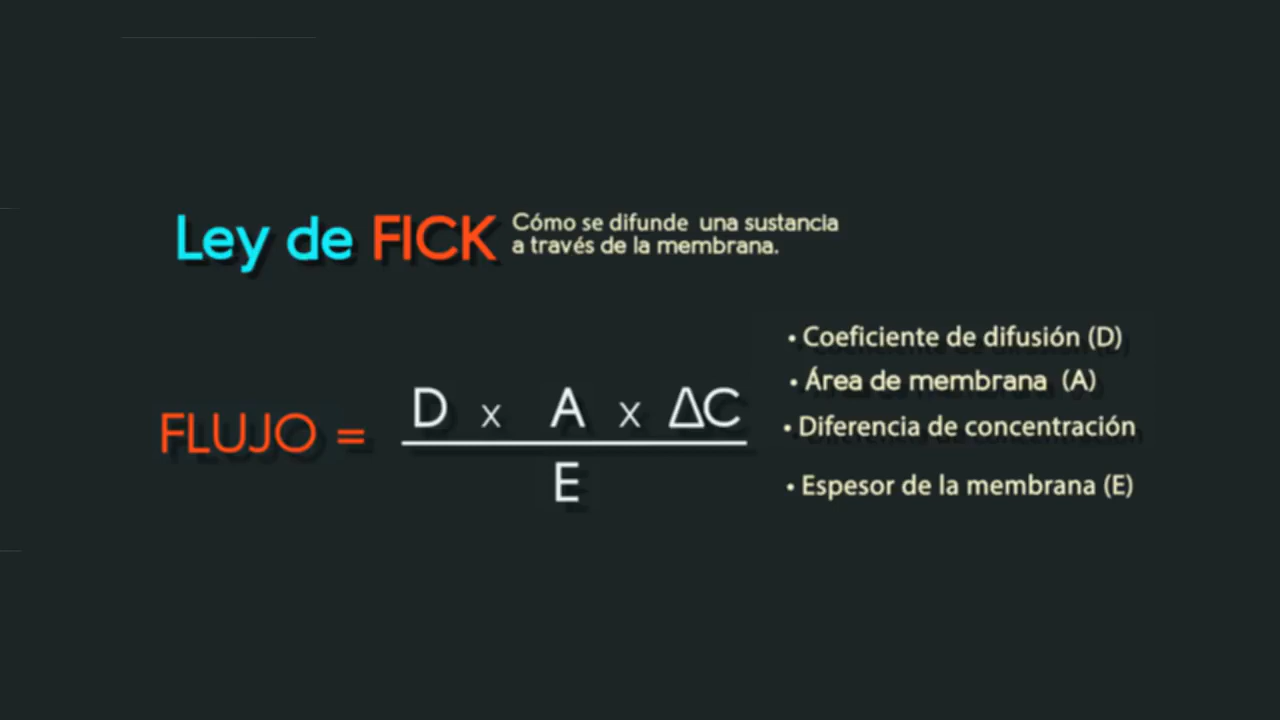 Ley de FICK
Cómo se difunde una sustancia
a través de la membrana.
FLUJO = D x A x ΔC
E
• Coeficiente de difusión (D)
• Área de membrana (A)
• Diferencia de concentración
• Espesor de la membrana (E)